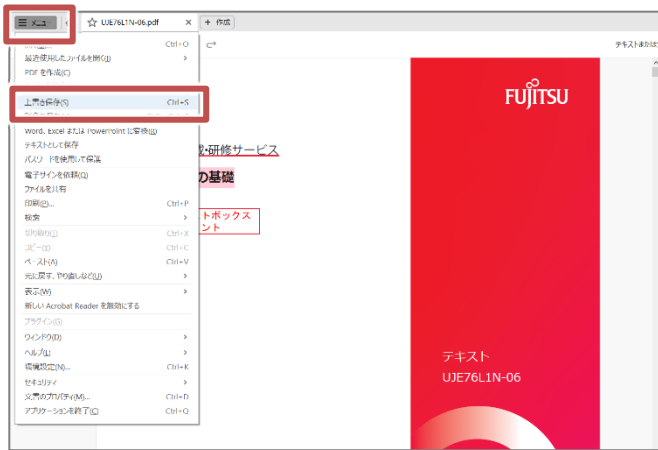 メニュー
UJE76L1N-06.pdf
× + 作成
Ctrl+O
最近使用したファイルを開く(J) >
PDF を作成(C)
テキストまたは
上書き保存(S) Ctrl+S
Word、Excel または PowerPoint に変換(g)
テキストとして保存
パスワードを使用して保護
電子サインを依頼(Q)
ファイルを共有
印刷(P)... Ctrl+P
検索 >
切り取り(T) Ctrl+X
コピー(Y) Ctrl+C
ペースト(A) Ctrl+V
元に戻す、やり直しなど(U) >
表示(W) >
新しい Acrobat Reader を無効にする
プラグイン(G)
ウィンドウ(D) >
ヘルプ(L) >
環境設定(N)... Ctrl+K
セキュリティ >
文書のプロパティ(M)... Ctrl+D
アプリケーションを終了(C) Ctrl+Q
・研修サービス
の基礎
トボックス
ント
FUJITSU
テキスト
UJE76L1N-06